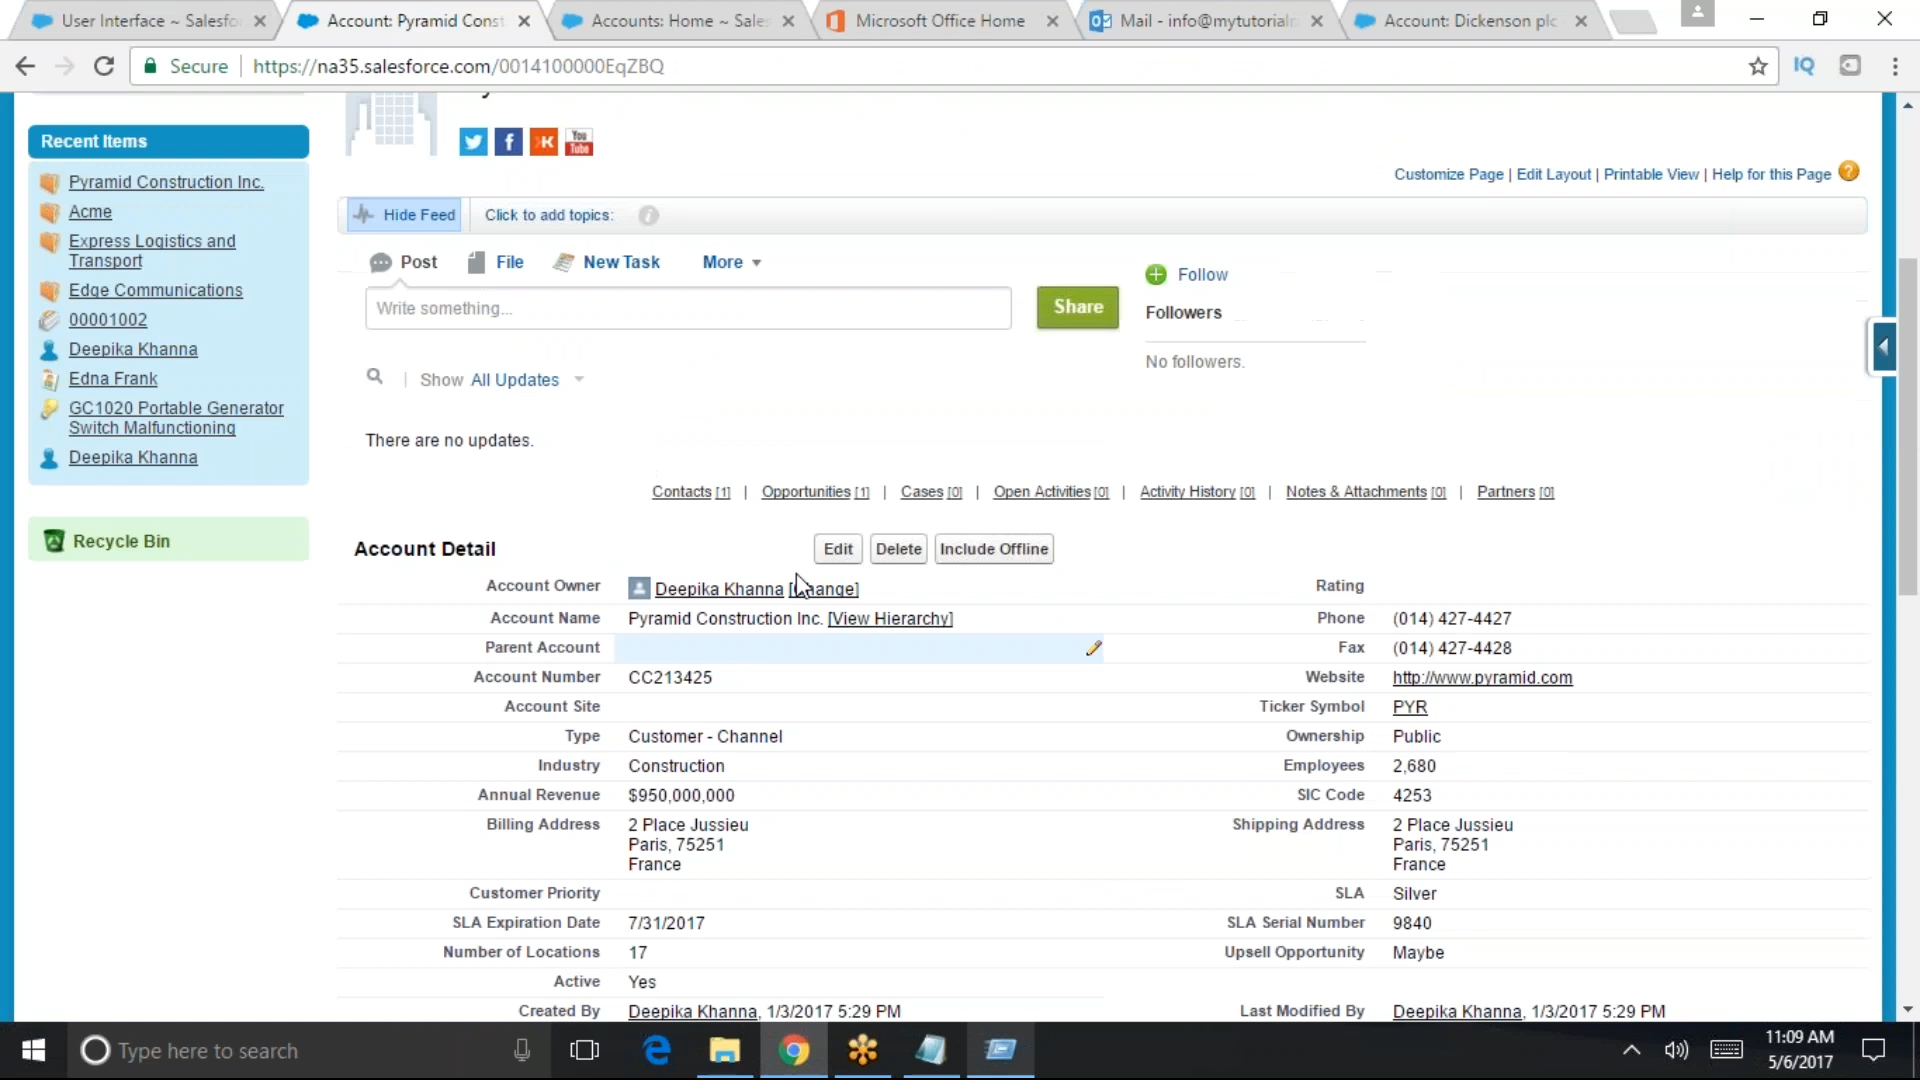 User Interface ~ Salesfo
Account: Pyramid Const
Accounts: Home ~ Sales
Microsoft Office Home
Mail - info@mytutorialr
Account: Dickenson plc
Secure
https://na35.salesforce.com/0014100000EqZBQ
Recent Items
Pyramid Construction Inc.
Acme
Express Logistics and
Transport
Edge Communications
00001002
Deepika Khanna
Edna Frank
GC1020 Portable Generator
Switch Malfunctioning
Deepika Khanna
Recycle Bin
You
Tube
Customize Page | Edit Layout | Printable View | Help for this Page
Hide Feed
Click to add topics:
Post
File
New Task
More
Write something...
Share
Follow
Followers
No followers.
Show All Updates
There are no updates.
Contacts [1] | Opportunities [1] | Cases [0] | Open Activities [0] | Activity History [0] | Notes & Attachments [0] | Partners [0]
Account Detail
Edit
Delete
Include Offline
Account Owner Deepika Khanna [Change]
Rating
Account Name Pyramid Construction Inc. [View Hierarchy]
Phone (014) 427-4427
Parent Account
Fax (014) 427-4428
Account Number CC213425
Website http://www.pyramid.com
Account Site
Ticker Symbol PYR
Type Customer - Channel
Ownership Public
Industry Construction
Employees 2,680
Annual Revenue $950,000,000
SIC Code 4253
Billing Address 2 Place Jussieu
Paris, 75251
France
Shipping Address 2 Place Jussieu
Paris, 75251
France
Customer Priority
SLA Silver
SLA Expiration Date 7/31/2017
SLA Serial Number 9840
Number of Locations 17
Upsell Opportunity Maybe
Active Yes
Created By Deepika Khanna, 1/3/2017 5:29 PM
Last Modified By Deepika Khanna, 1/3/2017 5:29 PM
Type here to search
11:09 AM
5/6/2017